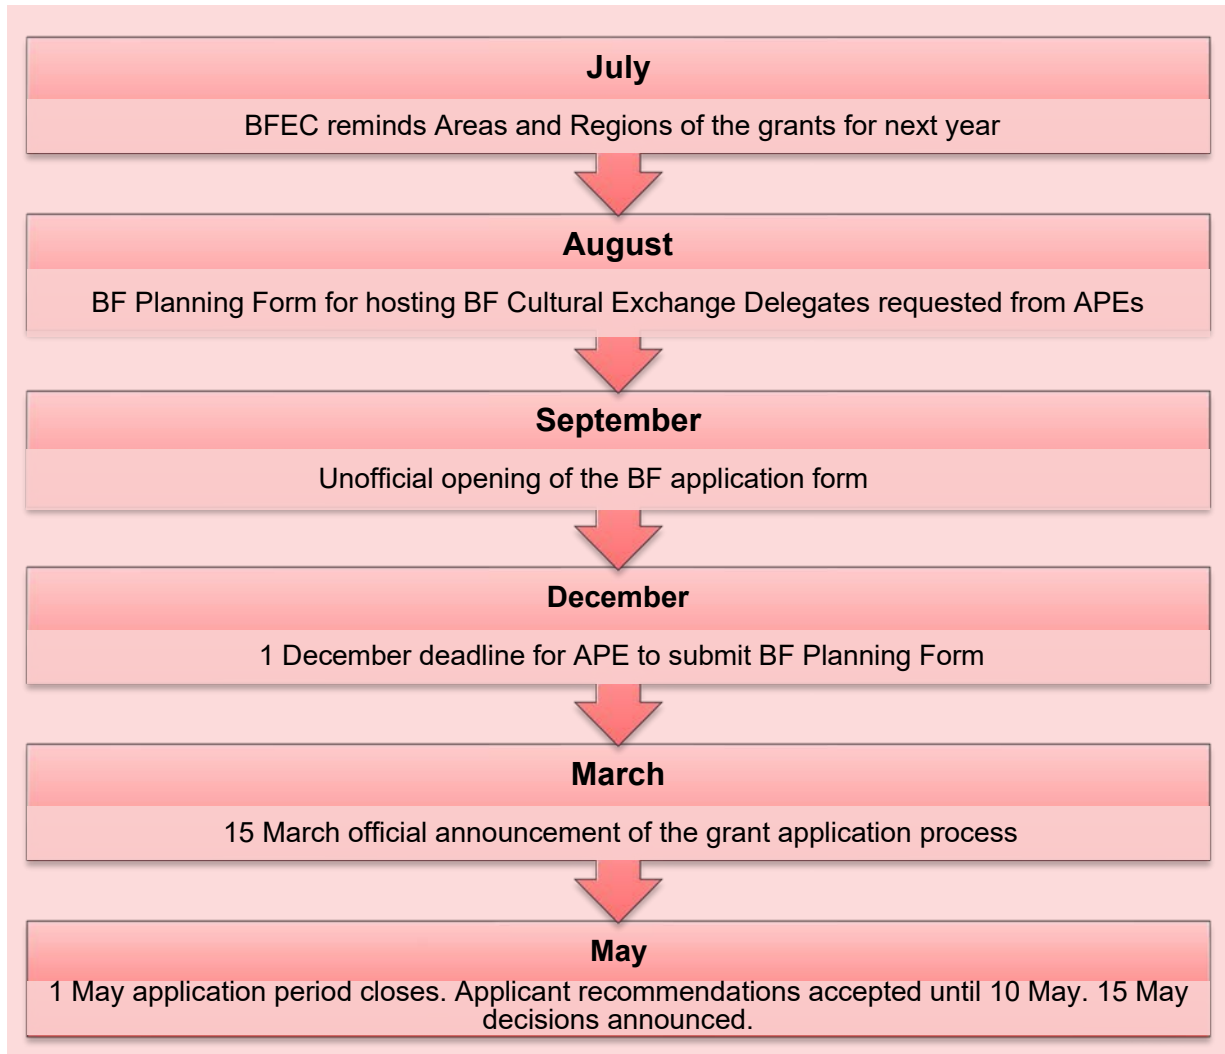 July
BFEC reminds Areas and Regions of the grants for next year
August
BF Planning Form for hosting BF Cultural Exchange Delegates requested from APEs
September
Unofficial opening of the BF application form
December
1 December deadline for APE to submit BF Planning Form
March
15 March official announcement of the grant application process
May
1 May application period closes. Applicant recommendations accepted until 10 May. 15 May
decisions announced.